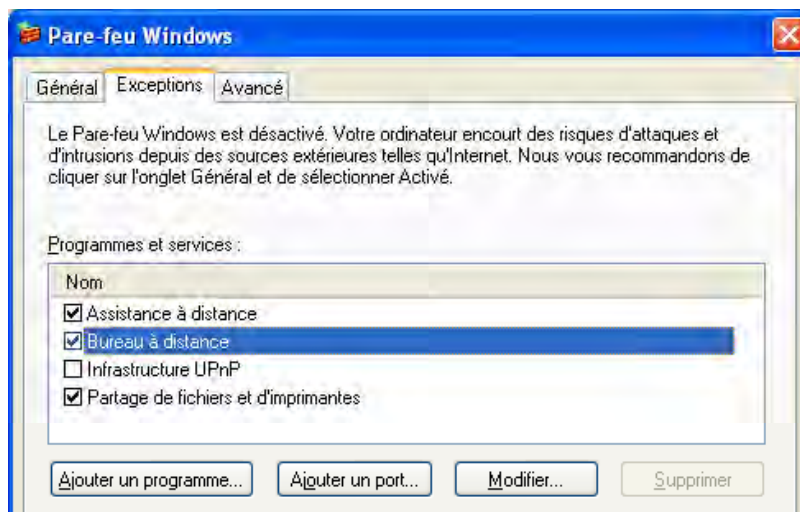 Pare-feu Windows
Général Exceptions Avancé
Le Pare-feu Windows est désactivé. Votre ordinateur encourt des risques d'attaques et
d'intrusions depuis des sources extérieures telles qu'Internet. Nous vous recommandons de
cliquer sur l'onglet Général et de sélectionner Activé.
Programmes et services :
Nom
Assistance à distance
Bureau à distance
Infrastructure UPnP
Partage de fichiers et d'imprimantes
Ajouter un programme... Ajouter un port... Modifier... Supprimer